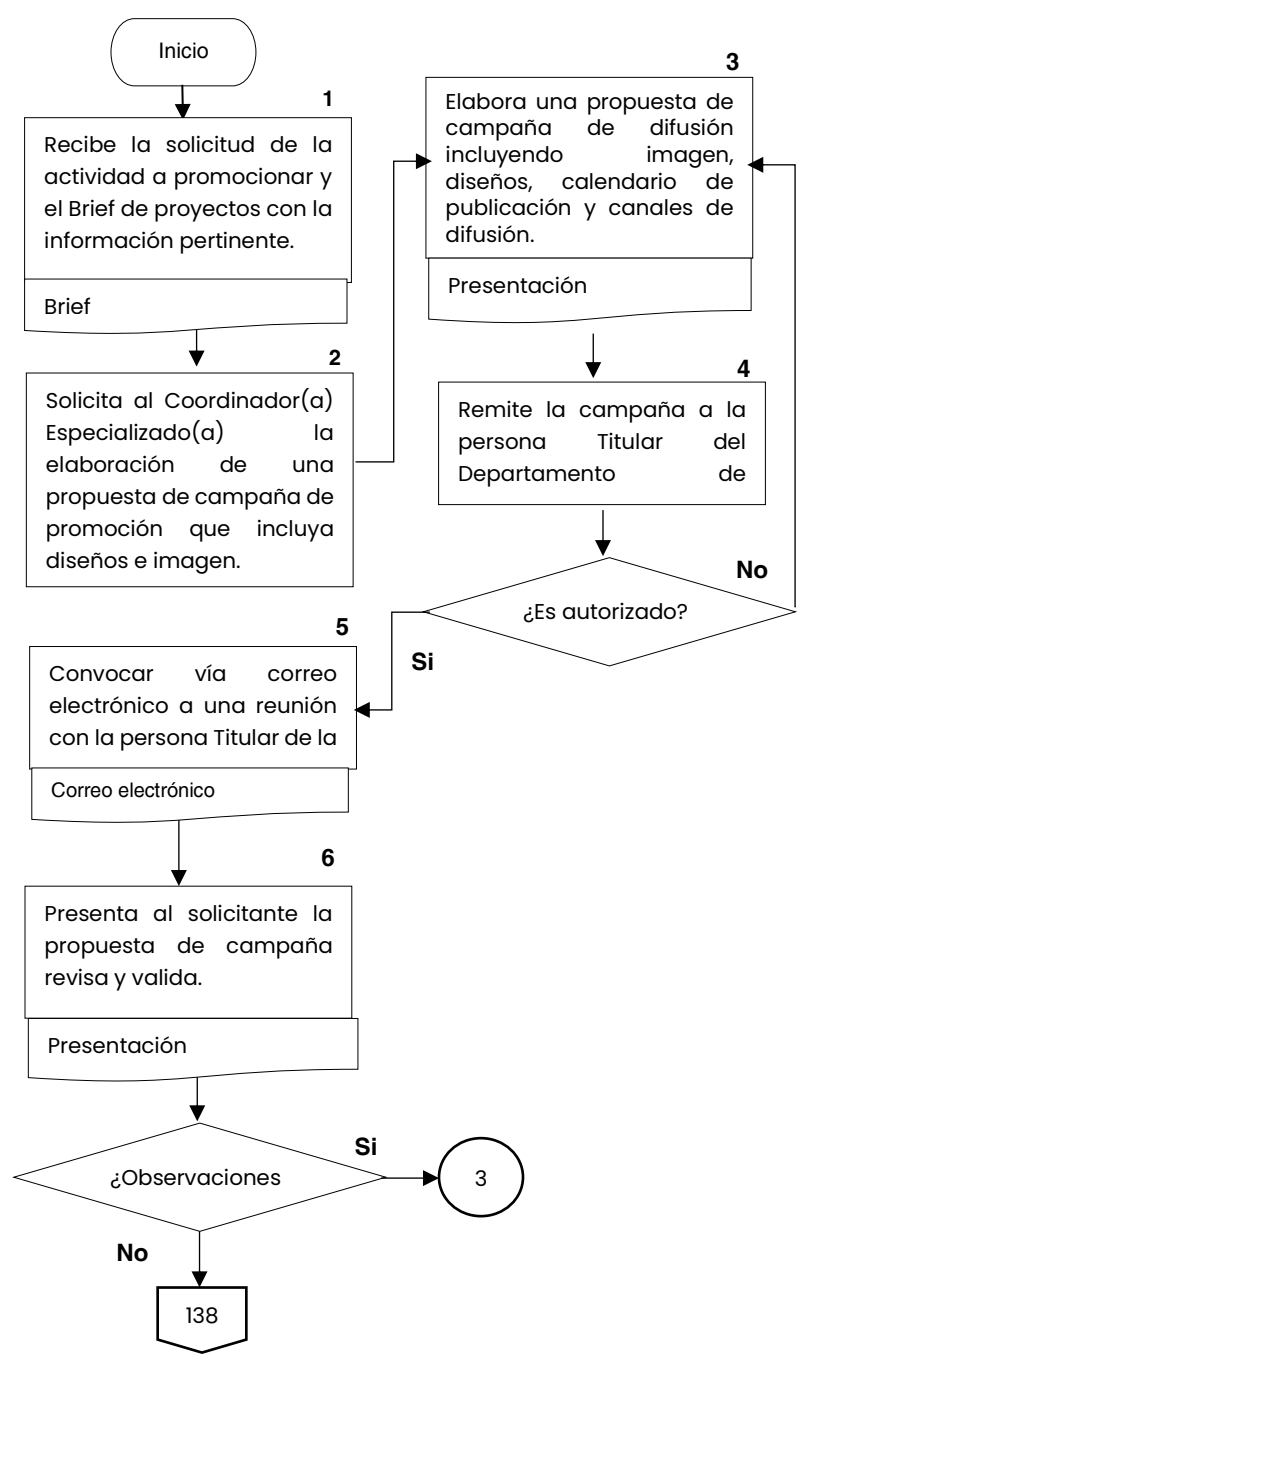 Inicio
1
Recibe la solicitud de la
actividad a promocionar y
el Brief de proyectos con la
información pertinente.
Brief
2
Solicita al Coordinador(a)
Especializado(a) la
elaboración de una
propuesta de campaña de
promoción que incluya
diseños e imagen.
3
Elabora una propuesta de
campaña de difusión
incluyendo imagen,
diseños, calendario de
publicación y canales de
difusión.
Presentación
4
Remite la campaña a la
persona Titular del
Departamento de
¿Es autorizado?
No
Si
5
Convocar vía correo
electrónico a una reunión
con la persona Titular de la
Correo electrónico
6
Presenta al solicitante la
propuesta de campaña
revisa y valida.
Presentación
¿Observaciones
Si
3
No
138